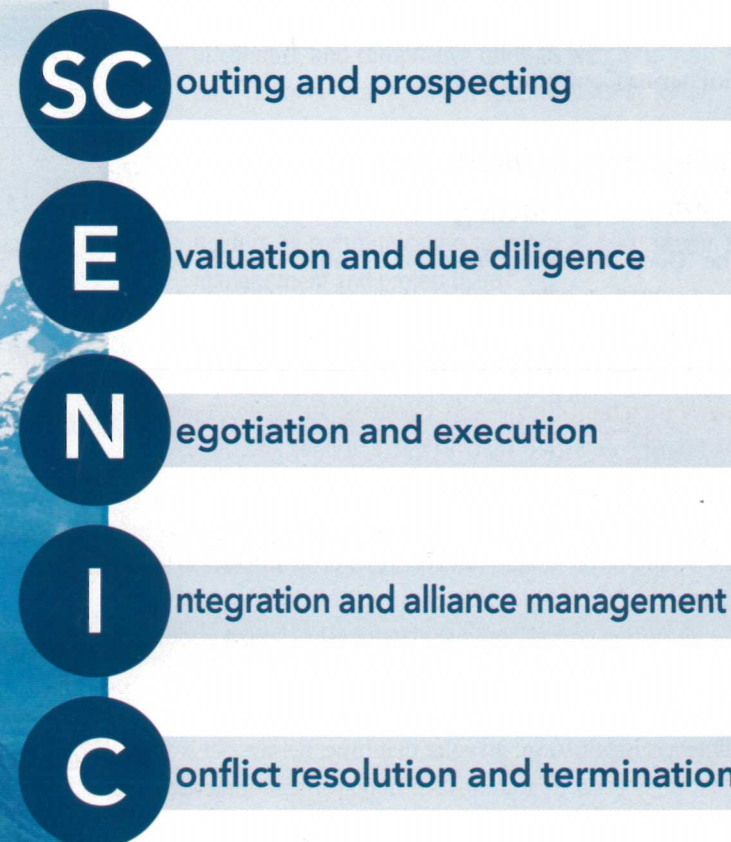 SCouting and prospecting
Evaluation and due diligence
Negotiation and execution
Integration and alliance management
Conflict resolution and termination